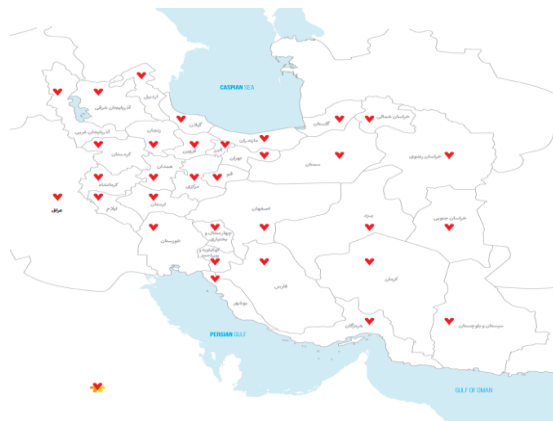 CASPIAN SEA
اردبیل
آذربایجان شرقی
گیلان
گلستان
خراسان شمالی
آذربایجان غربی
زنجان
مازندران
کردستان
قزوین
تهران
سمنان
خراسان رضوی
همدان
کرمانشاه
مرکزی
قم
عراق
ایلام
لرستان
اصفهان
یزد
خراسان جنوبی
خوزستان
چهارمحال و
بختیاری
کهگیلویه و
بویراحمد
فارس
کرمان
بوشهر
هرمزگان
سیستان و بلوچستان
PERSIAN GULF
GULF OF OMAN